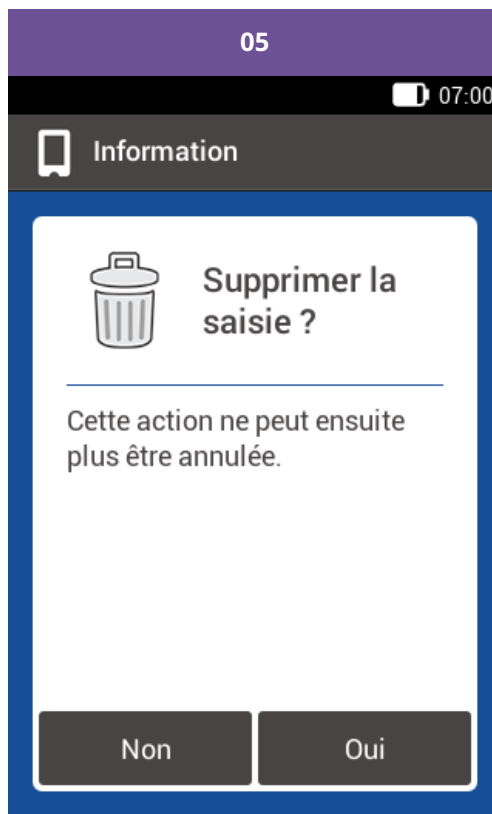 05
07:00
Information
Supprimer la
saisie ?
Cette action ne peut ensuite
plus être annulée.
Non
Oui